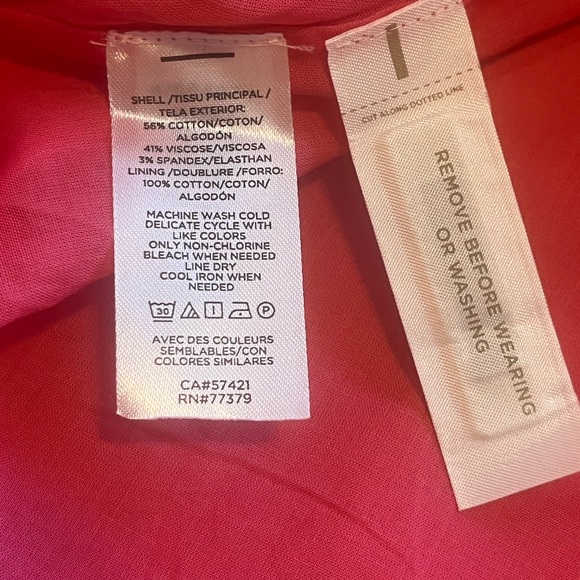 SHELL /TISSU PRINCIPAL /
TELA EXTERIOR:
56% COTTON/COTON/
ALGODÓN
41% VISCOSE/VISCOSA
3% SPANDEX/ELASTHAN
LINING /DOUBLURE /FORRO:
100% COTTON/COTON/
ALGODÓN
MACHINE WASH COLD
DELICATE CYCLE WITH
LIKE COLORS
ONLY NON-CHLORINE
BLEACH WHEN NEEDED
LINE DRY
COOL IRON WHEN
NEEDED
30 P
AVEC DES COULEURS
SEMBLABLES/CON
COLORES SIMILARES
CA#57421
RN#77379
CUT ALONG DOTTED LINE
REMOVE BEFORE WEARING
OR WASHING